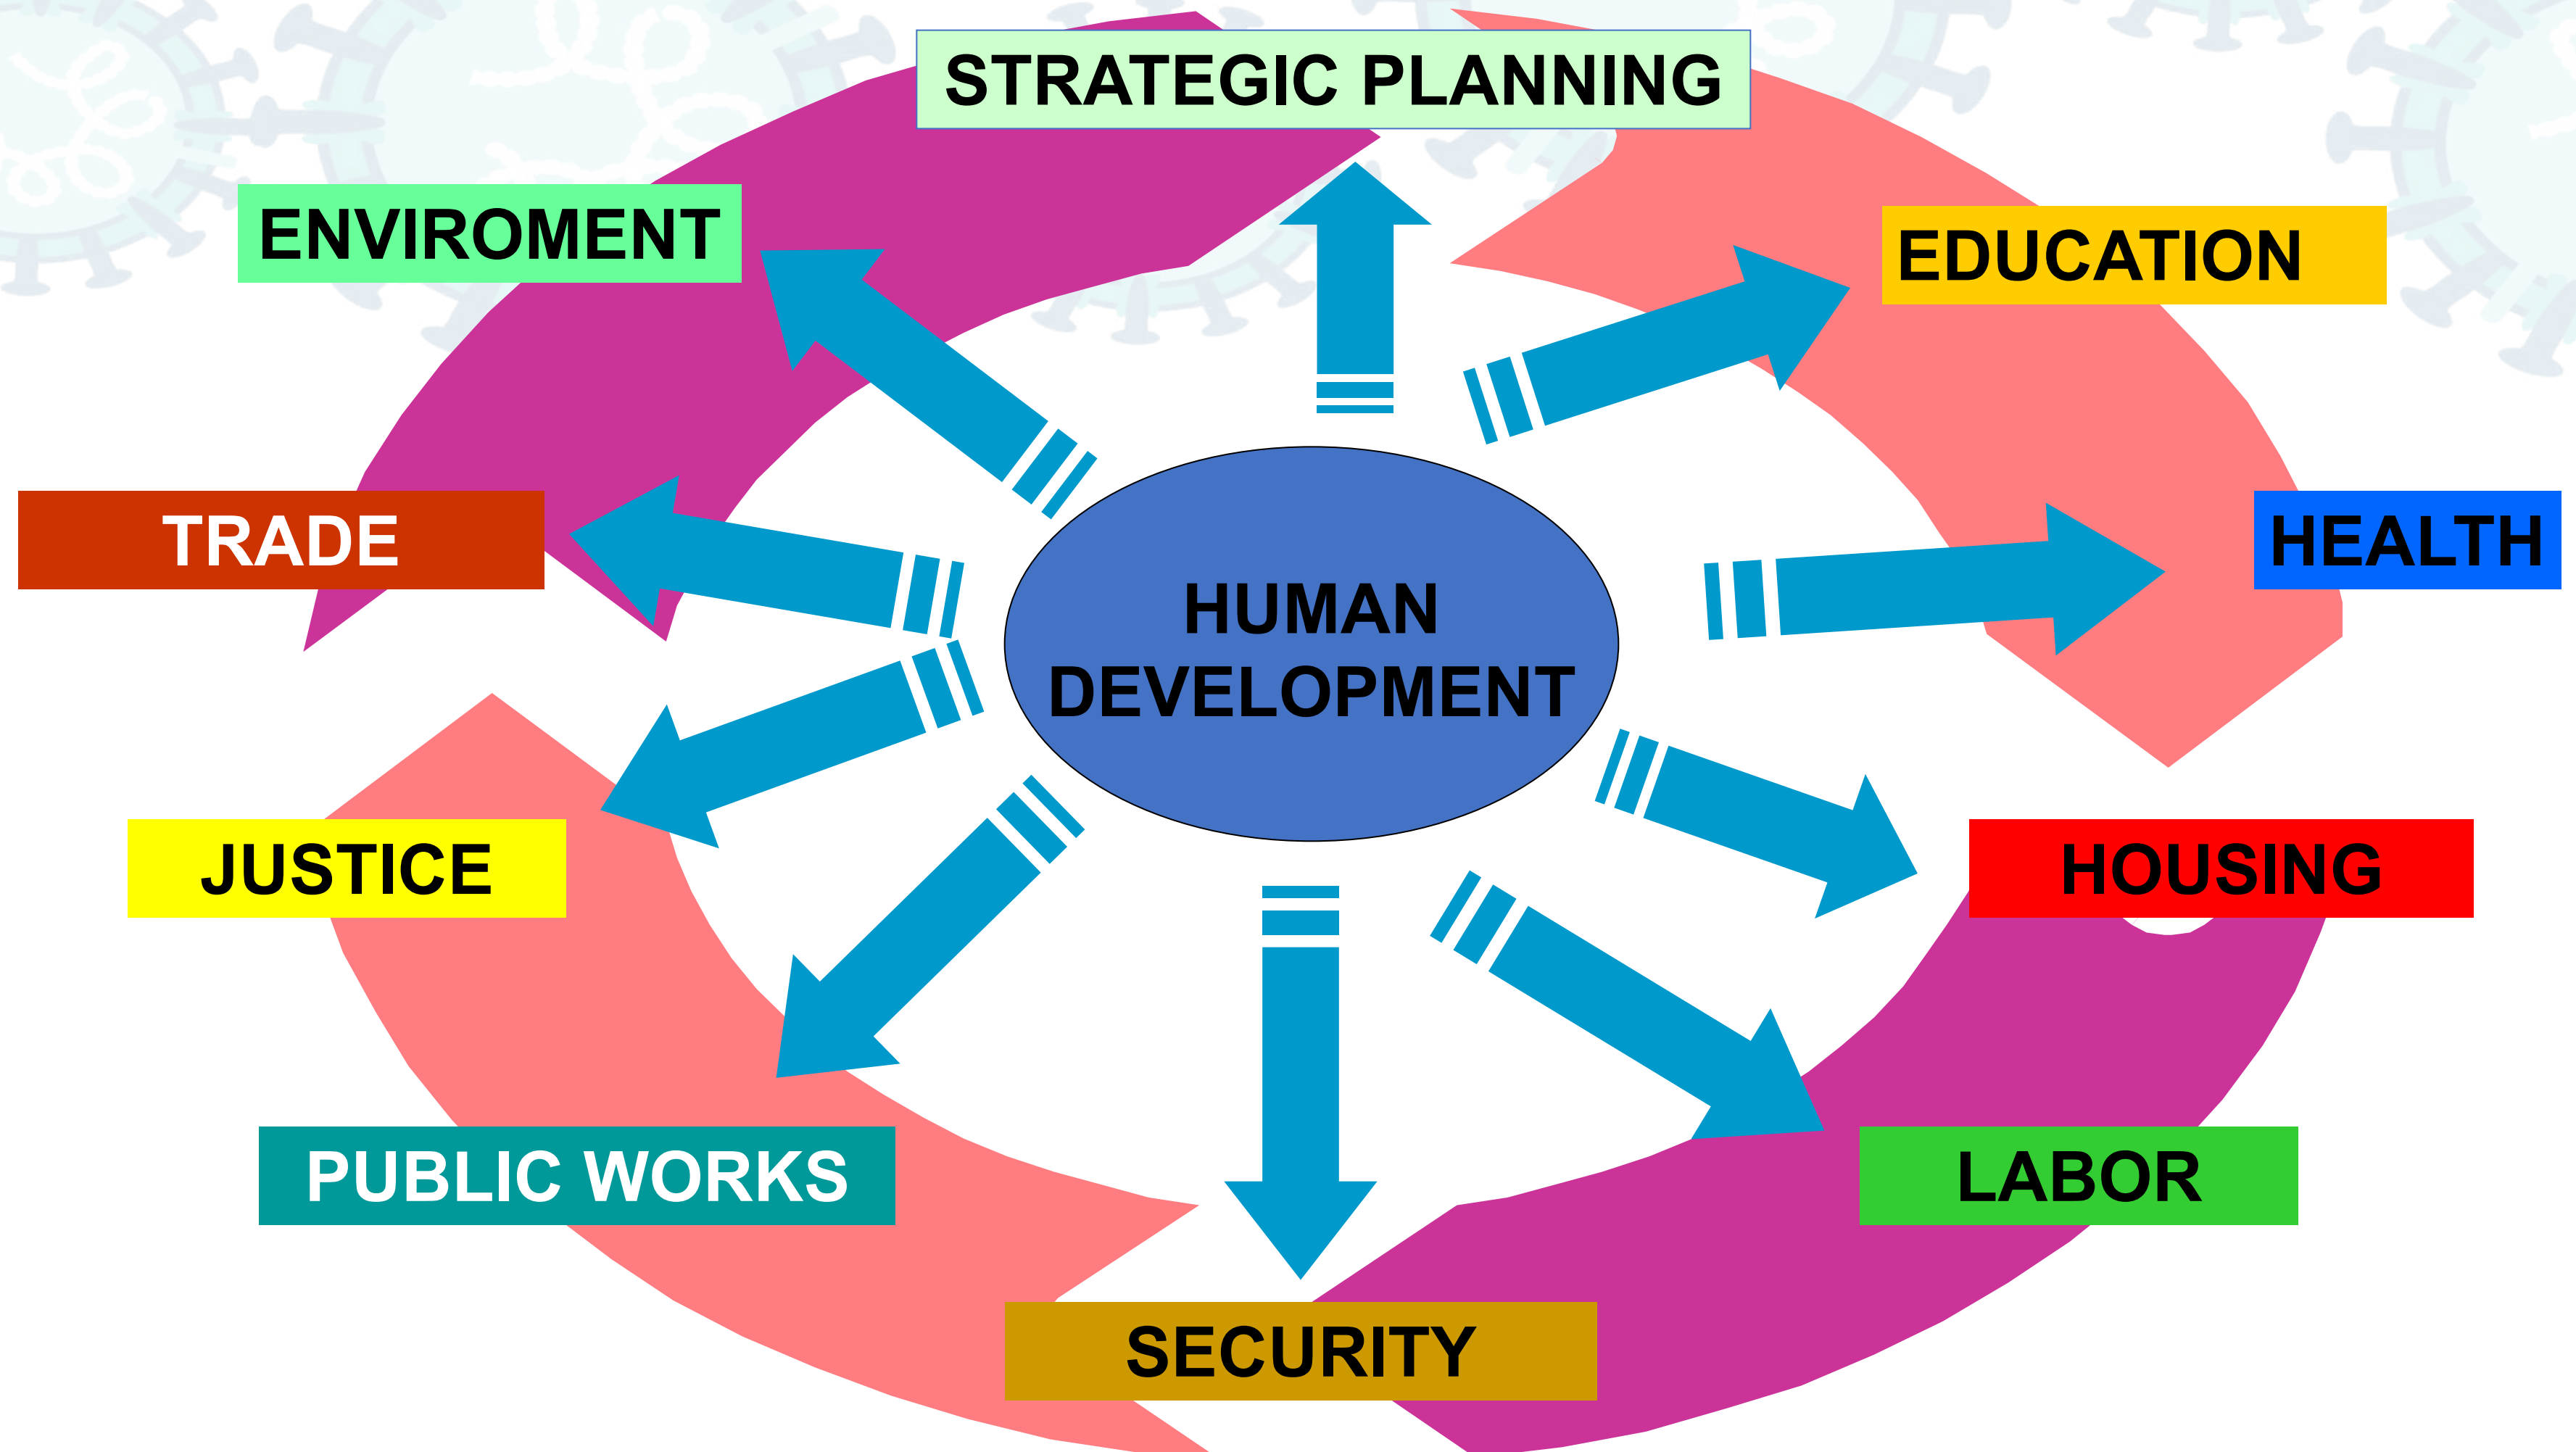 STRATEGIC PLANNING
ENVIROMENT
EDUCATION
TRADE
HEALTH
HUMAN
DEVELOPMENT
JUSTICE
HOUSING
PUBLIC WORKS
LABOR
SECURITY